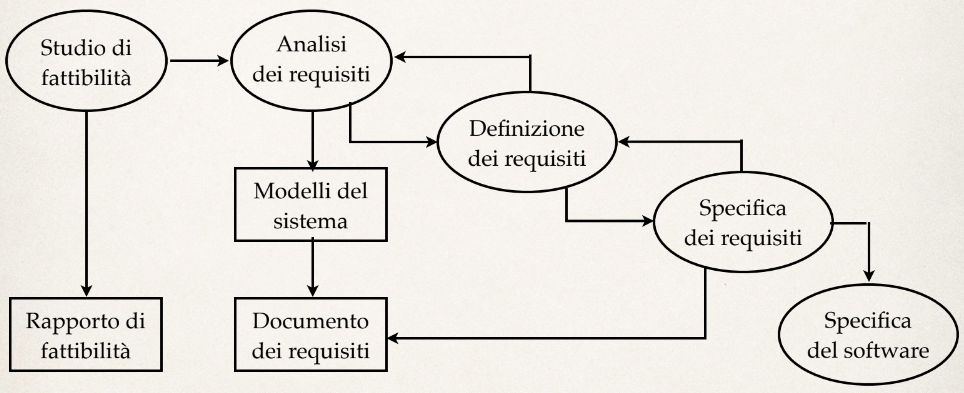 Studio di
fattibilità
Analisi
dei requisiti
Definizione
dei requisiti
Modelli del
sistema
Specifica
dei requisiti
Rapporto di
fattibilità
Documento
dei requisiti
Specifica
del software